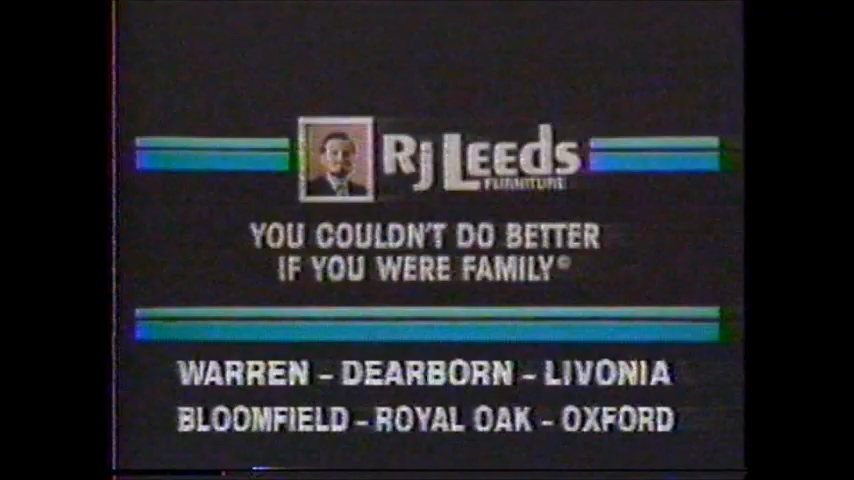 RJ LEEDS
FURNITURE
YOU COULDN'T DO BETTER
IF YOU WERE FAMILY©
WARREN - DEARBORN - LIVONIA
BLOOMFIELD - ROYAL OAK - OXFORD